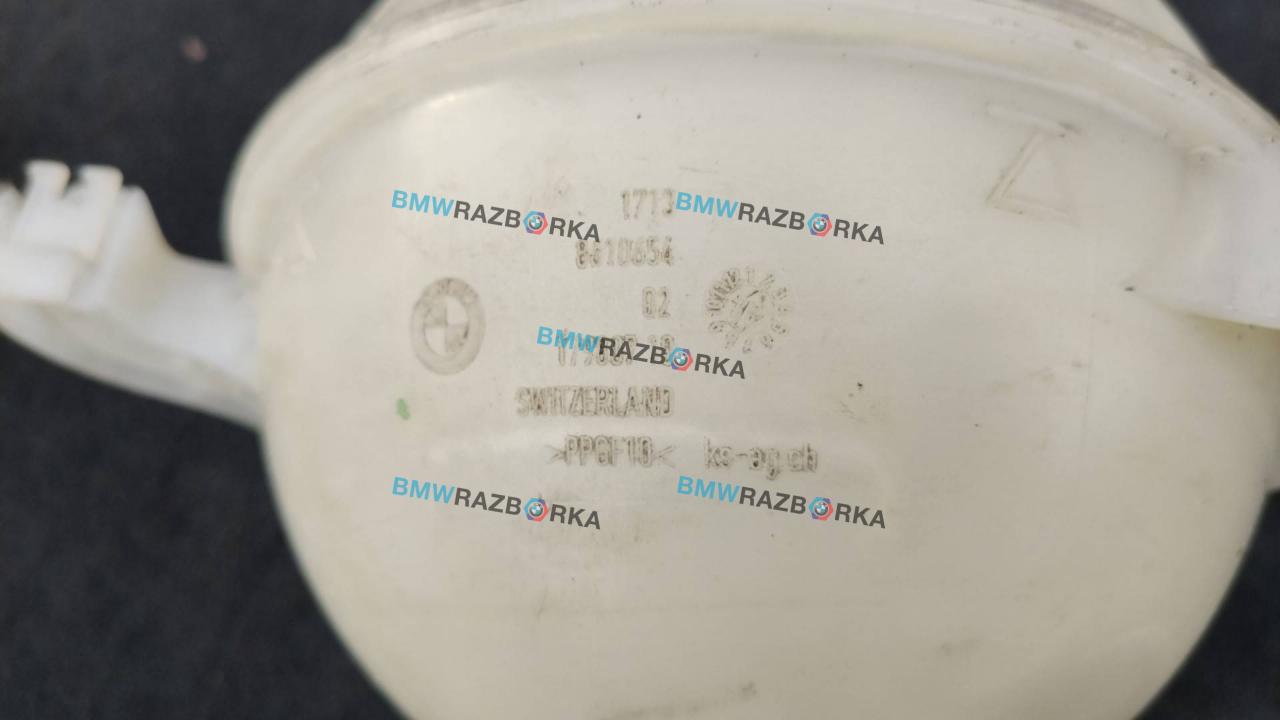 1713
BMWRAZBORKA BMWRAZBORKA
8610654
02
BMWRAZBORKA
SWITZERLAND
>PPGF10< ks-ag ch
BMWRAZBORKA BMWRAZBORKA